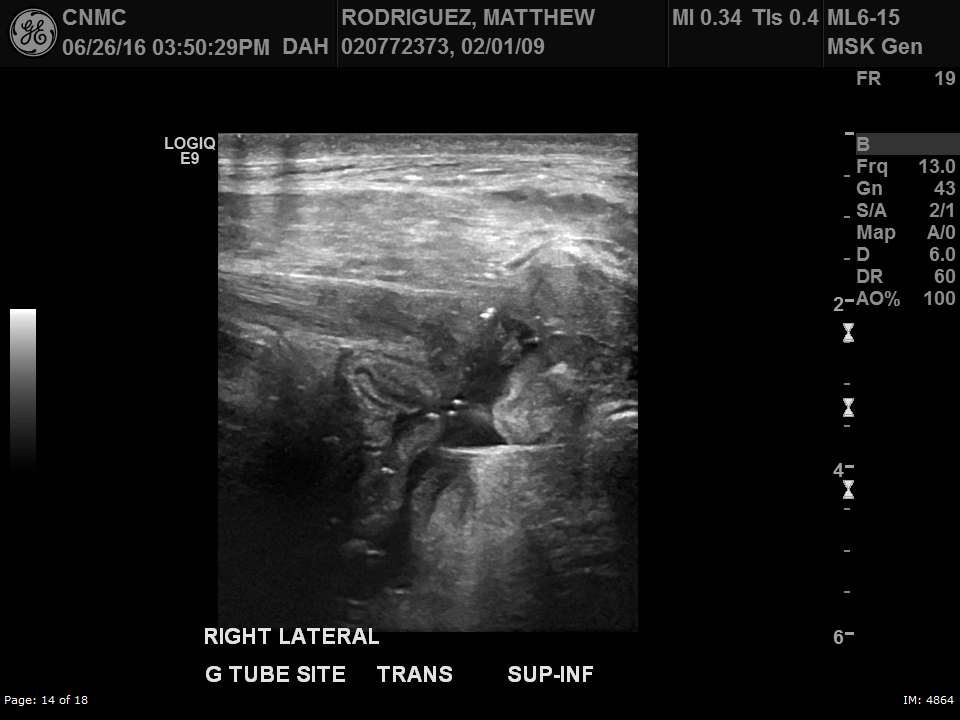 CNMC
06/26/16 03:50:29PM DAH
RODRIGUEZ, MATTHEW
020772373, 02/01/09
MI 0.34 TIs 0.4
ML6-15
MSK Gen
FR 19
LOGIQ
E9
B
Frq 13.0
Gn 43
S/A 2/1
Map A/0
D 6.0
DR 60
AO% 100
2
4
6
RIGHT LATERAL
G TUBE SITE TRANS SUP-INF
Page: 14 of 18
IM: 4864